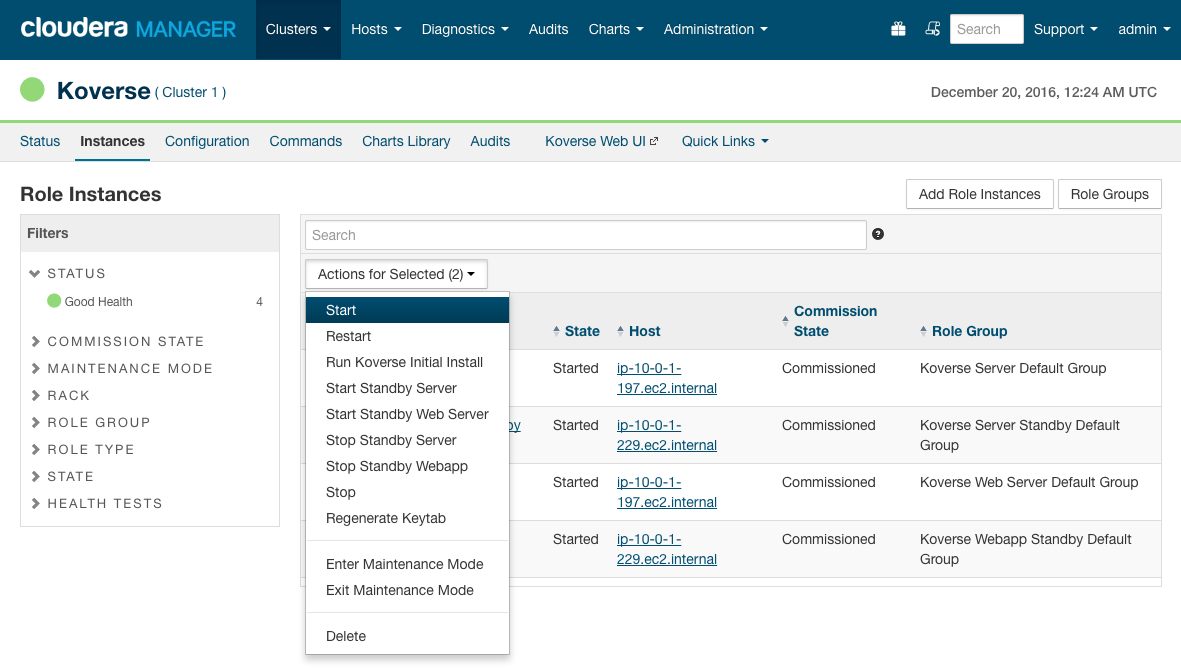 cloudera MANAGER Clusters Hosts Diagnostics Audits Charts Administration Search Support admin
Koverse ( Cluster 1 ) December 20, 2016, 12:24 AM UTC
Status Instances Configuration Commands Charts Library Audits Koverse Web UI Quick Links
Role Instances Add Role Instances Role Groups
Filters
STATUS
Good Health 4
COMMISSION STATE
MAINTENANCE MODE
RACK
ROLE GROUP
ROLE TYPE
STATE
HEALTH TESTS
Search ?
Actions for Selected (2)
Start
Restart
Run Koverse Initial Install
Start Standby Server
Start Standby Web Server
Stop Standby Server
Stop Standby Webapp
Stop
Regenerate Keytab
Enter Maintenance Mode
Exit Maintenance Mode
Delete
State Host Commission
State
Role Group
Started ip-10-0-1-
197.ec2.internal
Commissioned Koverse Server Default Group
by Started ip-10-0-1-
229.ec2.internal
Commissioned Koverse Server Standby Default
Group
Started ip-10-0-1-
197.ec2.internal
Commissioned Koverse Web Server Default Group
Started ip-10-0-1-
229.ec2.internal
Commissioned Koverse Webapp Standby Default
Group